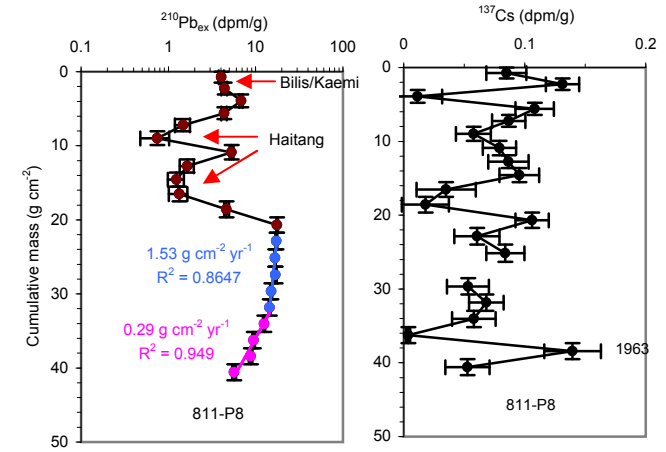 ²¹⁰Pbₑₓ (dpm/g)
0.1 1 10 100
Cumulative mass (g cm⁻²)
0
10
20
30
40
50
Bilis/Kaemi
Haitang
1.53 g cm⁻² yr⁻¹
R² = 0.8647
0.29 g cm⁻² yr⁻¹
R² = 0.949
811-P8
¹³⁷Cs (dpm/g)
0 0.1 0.2
0
10
20
30
40
50
1963
811-P8